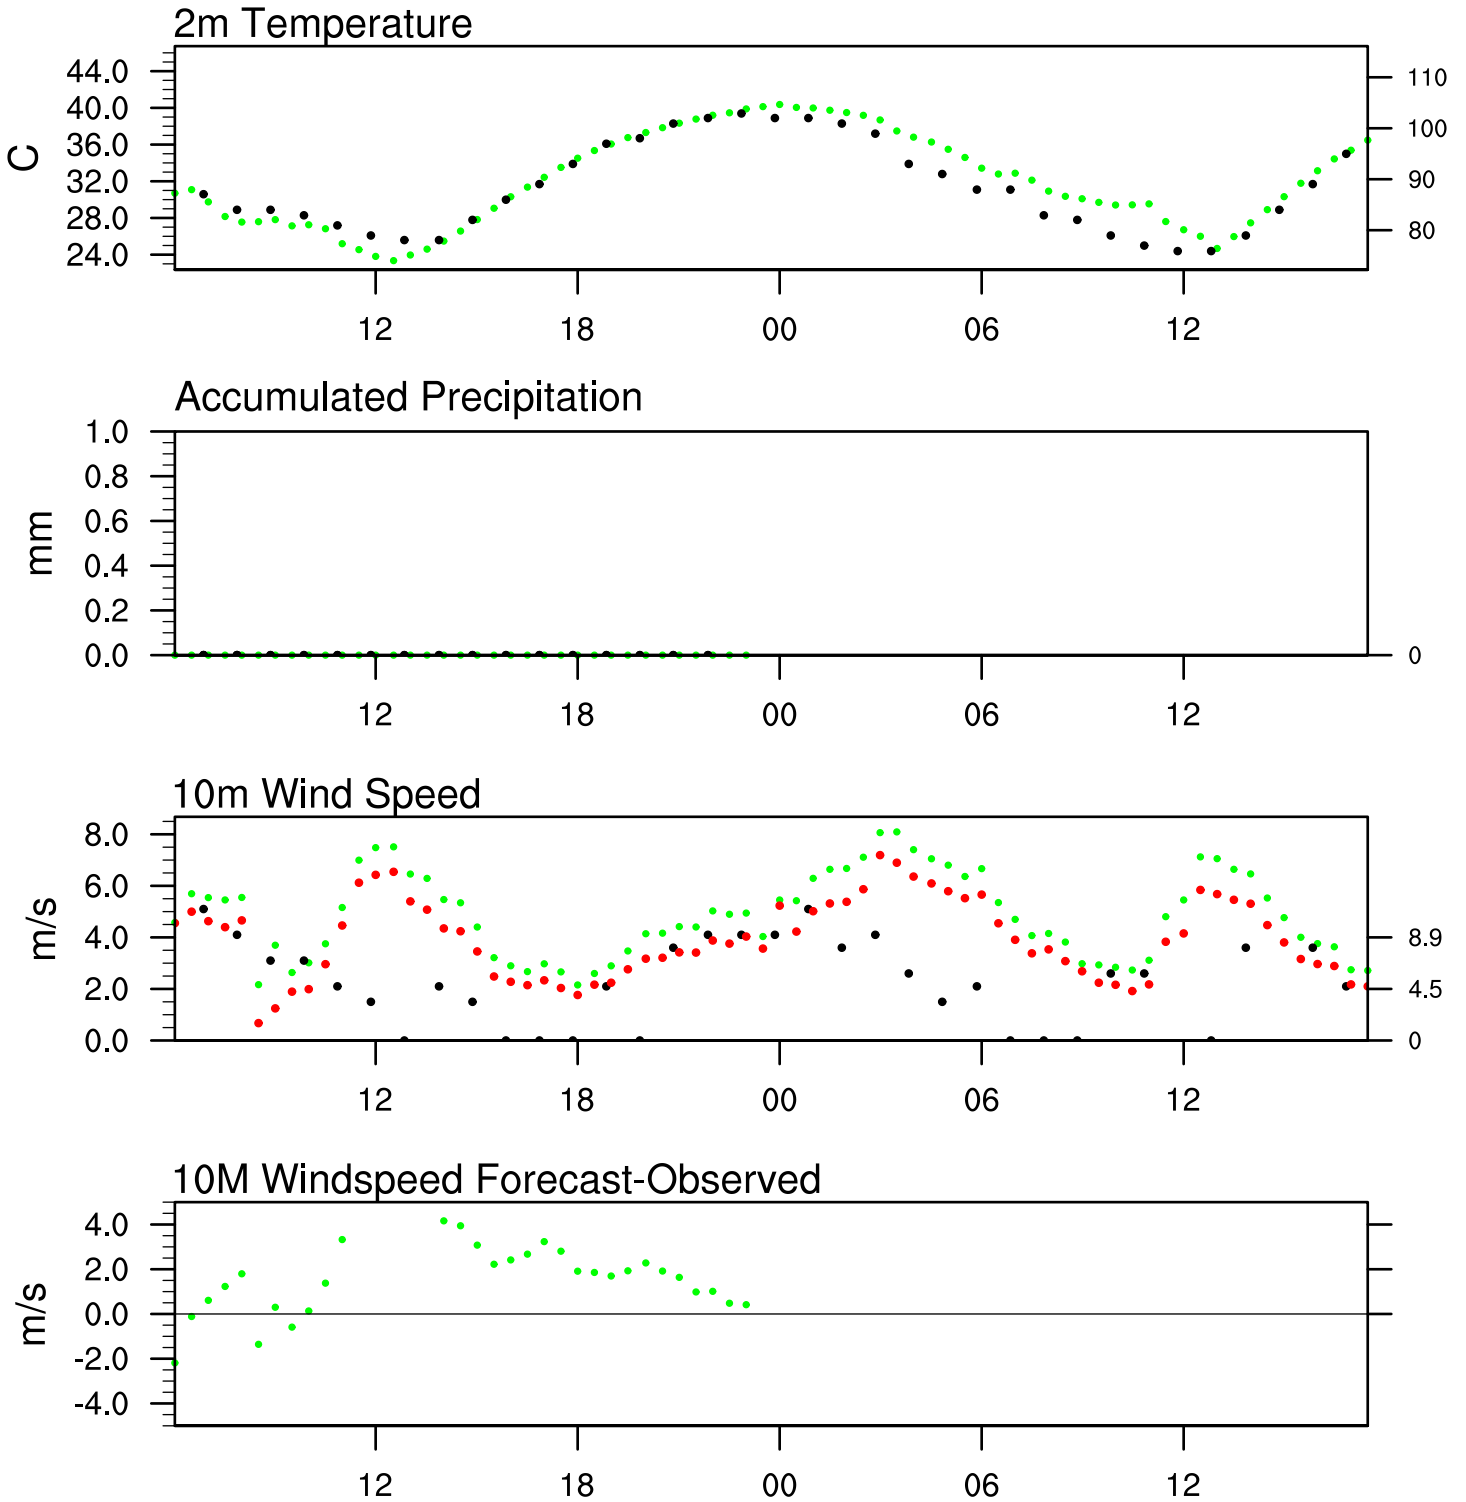 2m Temperature
44.0
40.0
36.0
32.0
28.0
24.0
C
110
100
90
80
12 18 00 06 12
Accumulated Precipitation
1.0
0.8
0.6
0.4
0.2
0.0
mm
0
12 18 00 06 12
10m Wind Speed
8.0
6.0
4.0
2.0
0.0
m/s
8.9
4.5
0
12 18 00 06 12
10M Windspeed Forecast-Observed
4.0
2.0
0.0
-2.0
-4.0
m/s
12 18 00 06 12